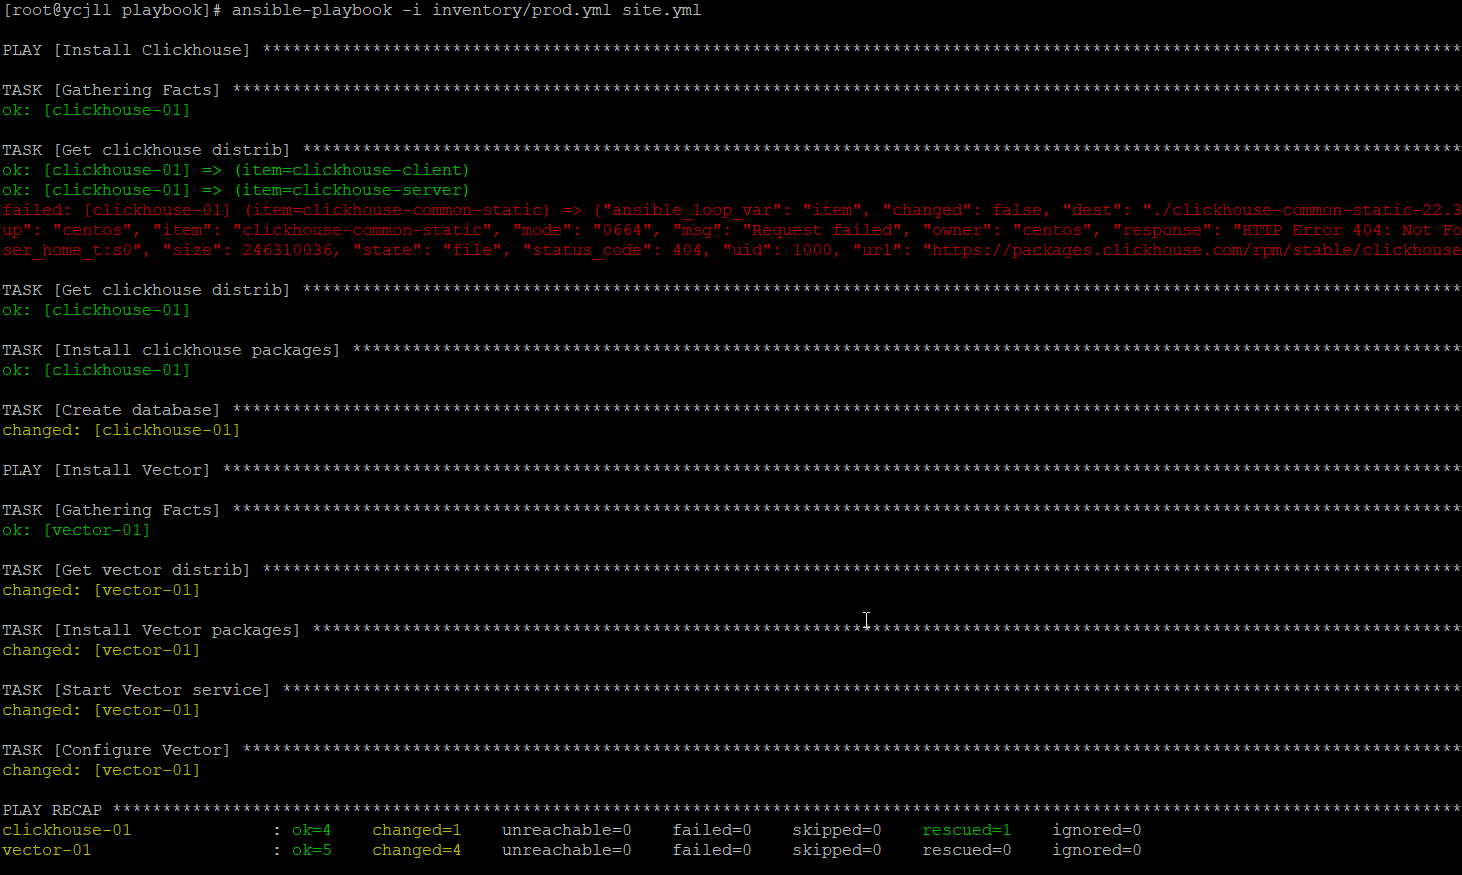 [root@ycjll playbook]# ansible-playbook -i inventory/prod.yml site.yml
PLAY [Install Clickhouse] ************************************************************************************************************************
TASK [Gathering Facts] ***************************************************************************************************************************
ok: [clickhouse-01]
TASK [Get clickhouse distrib] ********************************************************************************************************************
ok: [clickhouse-01] => (item=clickhouse-client)
ok: [clickhouse-01] => (item=clickhouse-server)
failed: [clickhouse-01] (item=clickhouse-common-static) => {"ansible_loop_var": "item", "changed": false, "dest": "./clickhouse-common-static-22.3
up": "centos", "item": "clickhouse-common-static", "mode": "0664", "msg": "Request failed", "owner": "centos", "response": "HTTP Error 404: Not Fo
ser_home_t:s0", "size": 246310036, "state": "file", "status_code": 404, "uid": 1000, "url": "https://packages.clickhouse.com/rpm/stable/clickhouse
TASK [Get clickhouse distrib] ********************************************************************************************************************
ok: [clickhouse-01]
TASK [Install clickhouse packages] ***************************************************************************************************************
ok: [clickhouse-01]
TASK [Create database] ***************************************************************************************************************************
changed: [clickhouse-01]
PLAY [Install Vector] ****************************************************************************************************************************
TASK [Gathering Facts] ***************************************************************************************************************************
ok: [vector-01]
TASK [Get vector distrib] ************************************************************************************************************************
changed: [vector-01]
TASK [Install Vector packages] *******************************************************************************************************************
changed: [vector-01]
TASK [Start Vector service] **********************************************************************************************************************
changed: [vector-01]
TASK [Configure Vector] **************************************************************************************************************************
changed: [vector-01]
PLAY RECAP ***************************************************************************************************************************************
clickhouse-01 : ok=4 changed=1 unreachable=0 failed=0 skipped=0 rescued=1 ignored=0
vector-01 : ok=5 changed=4 unreachable=0 failed=0 skipped=0 rescued=0 ignored=0